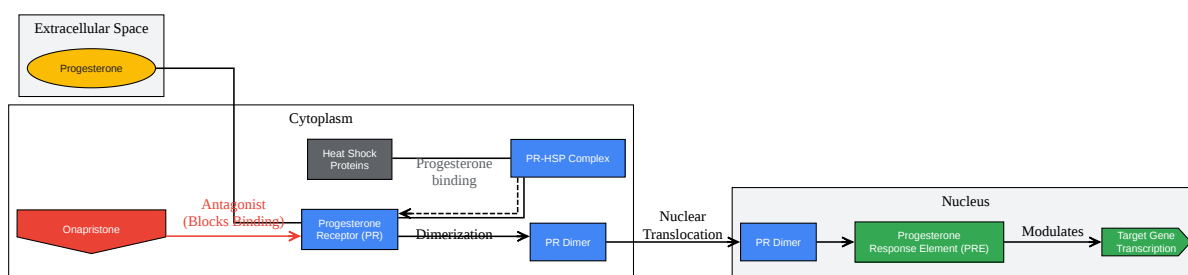 Extracellular Space
Progesterone
Cytoplasm
Heat Shock
Proteins
Progesterone
binding
PR-HSP Complex
Antagonist
(Blocks Binding)
Onapristone
Progesterone
Receptor (PR)
Dimerization
PR Dimer
Nuclear
Translocation
Nucleus
PR Dimer
Progesterone
Response Element (PRE)
Modulates
Target Gene
Transcription